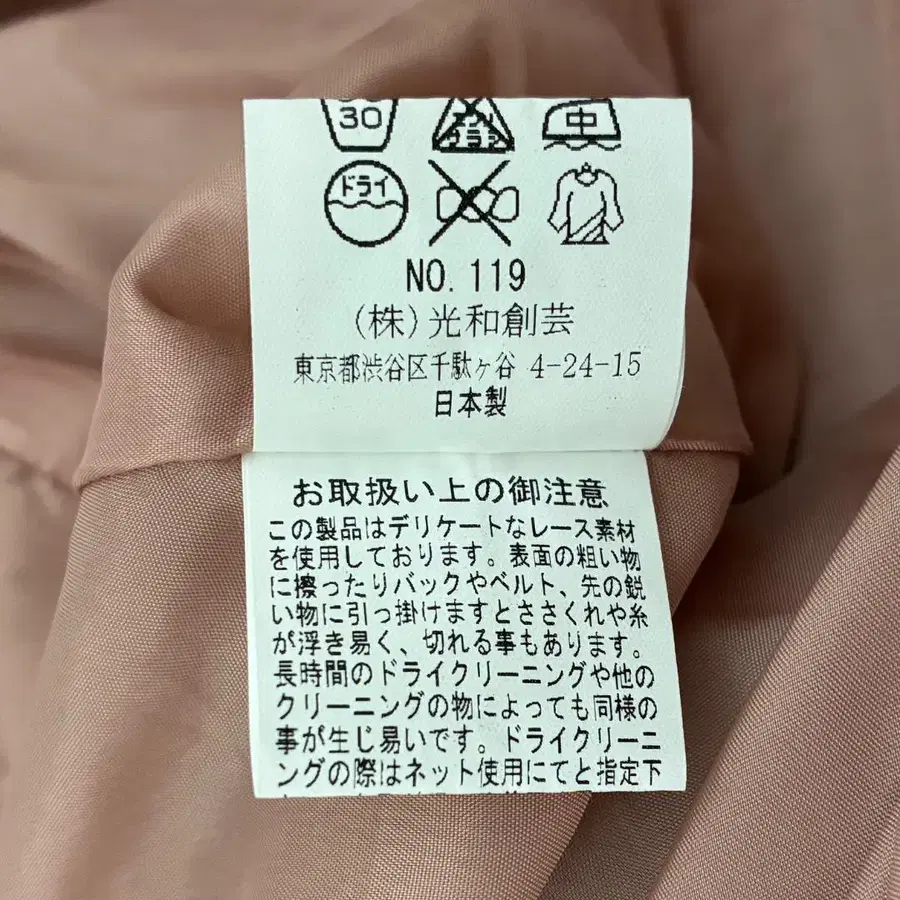 30
エンソ
サラシ
中
ドライ
NO. 119
(株)光和創芸
東京都渋谷区千駄ヶ谷 4-24-15
日本製
お取扱い上の御注意
この製品はデリケートなレース素材
を使用しております。表面の粗い物
に擦ったりバックやベルト、先の鋭
い物に引っ掛けますとささくれや糸
が浮き易く、切れる事もあります。
長時間のドライクリーニングや他の
クリーニングの物によっても同様の
事が生じ易いです。ドライクリーニ
ングの際はネット使用にてと指定下